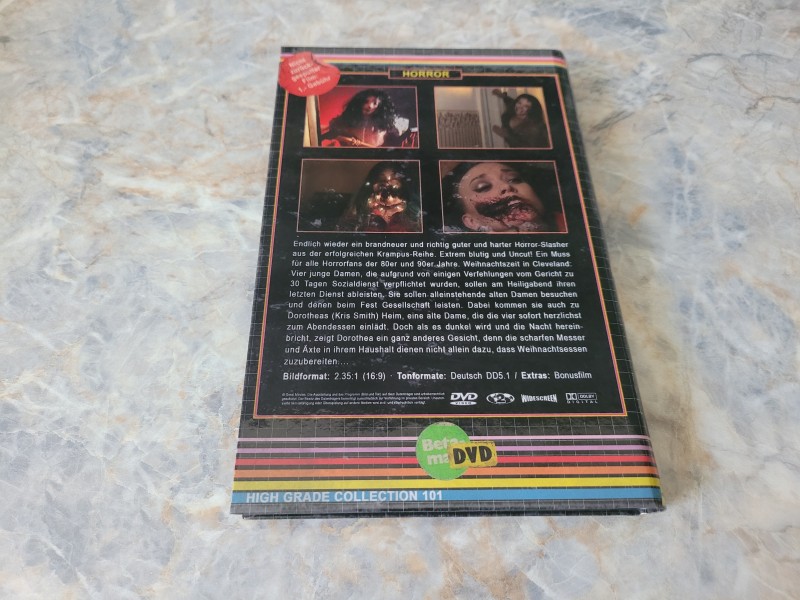 Nicht
zurück-
gespulter
Film:
1,- Gebühr
HORROR
Endlich wieder ein brandneuer und richtig guter und harter Horror-Slasher
aus der erfolgreichen Krampus-Reihe. Extrem blutig und Uncut! Ein Muss
für alle Horrorfans der 80er und 90er Jahre. Weihnachtszeit in Cleveland:
Vier junge Damen, die aufgrund von einigen Verfehlungen vom Gericht zu
30 Tagen Sozialdienst verpflichtet wurden, sollen am Heiligabend ihren
letzten Dienst ableisten. Sie sollen alleinstehende alten Damen besuchen
und denen beim Fest Gesellschaft leisten. Dabei kommen sie auch zu
Dorotheas (Kris Smith) Heim, eine alte Dame, die die vier sofort herzlichst
zum Abendessen einlädt. Doch als es dunkel wird und die Nacht herein-
bricht, zeigt Dorothea ein ganz anderes Gesicht, denn die scharfen Messer
und Äxte in ihrem Haushalt dienen nicht allein dazu, dass Weihnachtsessen
zuzubereiten....
Bildformat: 2.35:1 (16:9) · Tonformate: Deutsch DD5.1 / Extras: Bonusfilm
DVD
VIDEO
WIDESCREEN
DOLBY
DIGITAL
Beta
ma DVD
HIGH GRADE COLLECTION 101